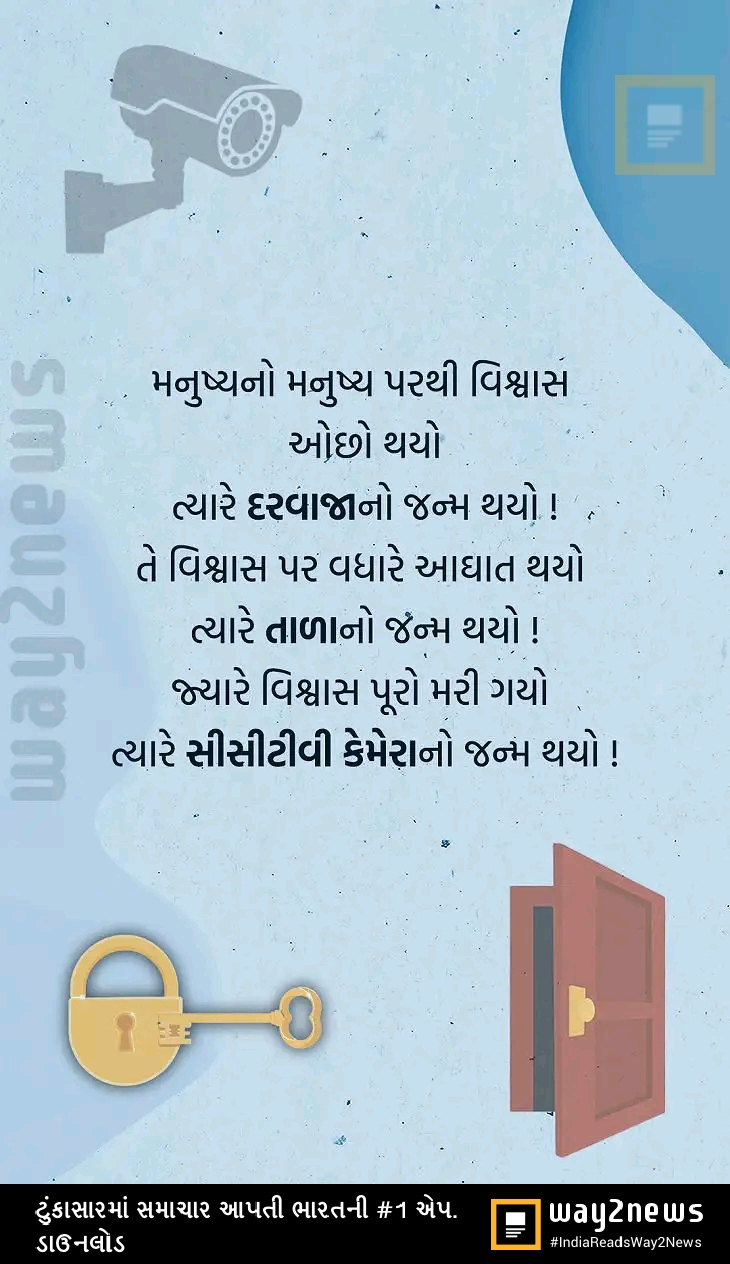 way2news
મનુષ્યનો મનુષ્ય પરથી વિશ્વાસ
ઓછો થયો
ત્યારે દરવાજાનો જન્મ થયો !
તે વિશ્વાસ પર વધારે આઘાત થયો
ત્યારે તાળાનો જન્મ થયો !
જ્યારે વિશ્વાસ પૂરો મરી ગયો
ત્યારે સીસીટીવી કેમેરાનો જન્મ થયો !
ટુંકાસારમાં સમાચાર આપતી ભારતની #1 એપ.
ડાઉનલોડ
way2news
#IndiaReadsWay2News